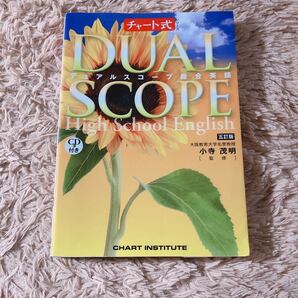 チャート式
DUAL
デュアルスコープ総合英語
SCOPE
High School English
CD
付き
五訂版
大阪教育大学名誉教授
小寺 茂明
[監修]
CHART INSTITUTE